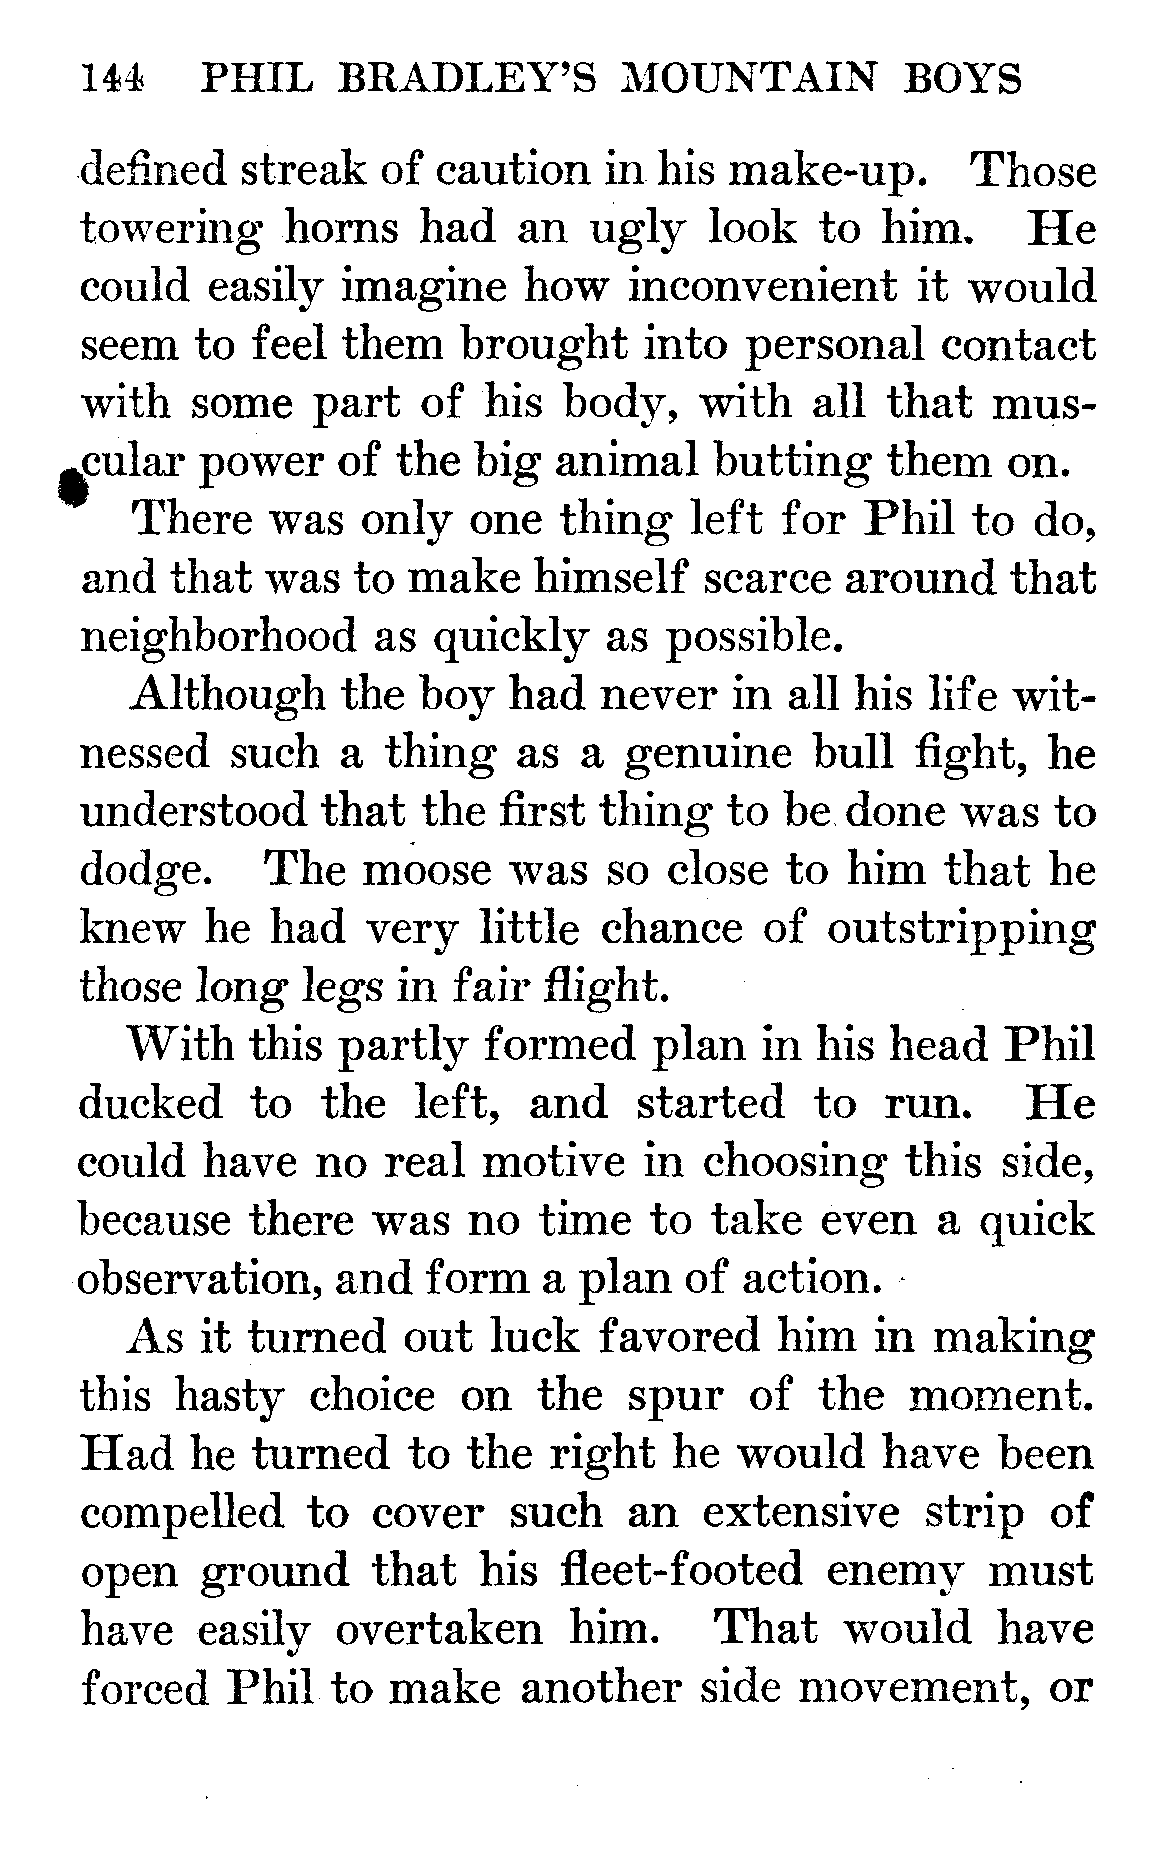 144 PHIL BRADLEY'S MOUNTAIN BOYS
defined streak of caution in his make-up. Those
towering horns had an ugly look to him. He
could easily imagine how inconvenient it would
seem to feel them brought into personal contact
with some part of his body, with all that mus-
cular power of the big animal butting them on.
There was only one thing left for Phil to do,
and that was to make himself scarce around that
neighborhood as quickly as possible.
Although the boy had never in all his life wit-
nessed such a thing as a genuine bull fight, he
understood that the first thing to be done was to
dodge. The moose was so close to him that he
knew he had very little chance of outstripping
those long legs in fair flight.
With this partly formed plan in his head Phil
ducked to the left, and started to run. He
could have no real motive in choosing this side,
because there was no time to take even a quick
observation, and form a plan of action.
As it turned out luck favored him in making
this hasty choice on the spur of the moment.
Had he turned to the right he would have been
compelled to cover such an extensive strip of
open ground that his fleet-footed enemy must
have easily overtaken him. That would have
forced Phil to make another side movement, or